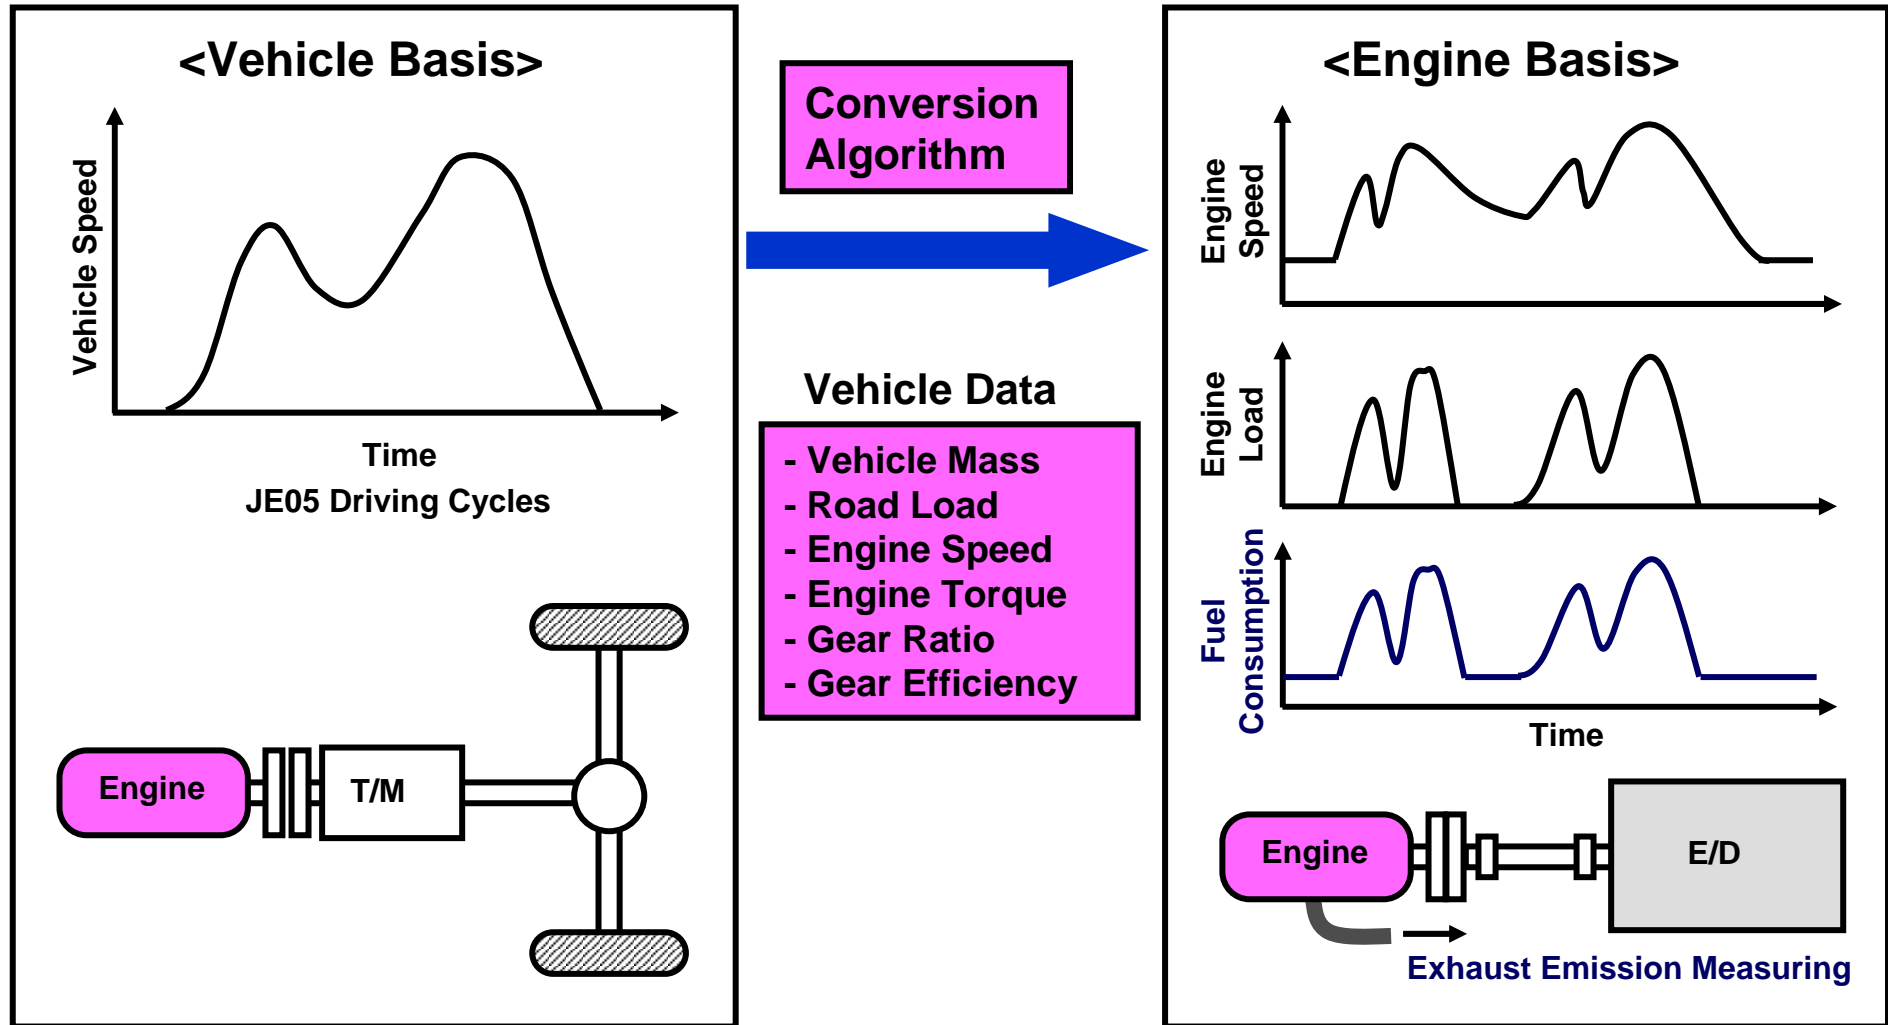 <Vehicle Basis>
Vehicle Speed
Time
JE05 Driving Cycles
Engine
T/M
Conversion
Algorithm
Vehicle Data
- Vehicle Mass
- Road Load
- Engine Speed
- Engine Torque
- Gear Ratio
- Gear Efficiency
<Engine Basis>
Engine
Speed
Engine
Load
Fuel
Consumption
Time
Engine
E/D
Exhaust Emission Measuring